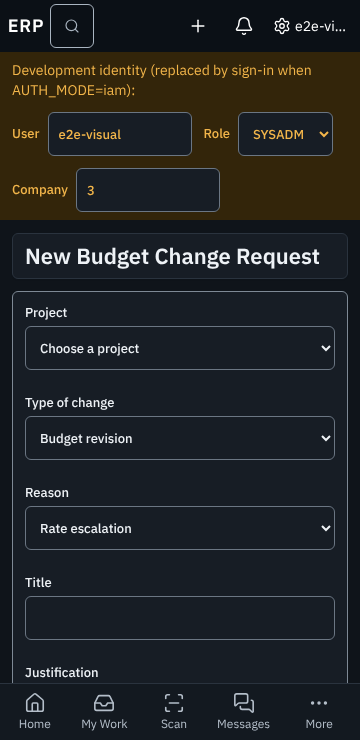 ERP
e2e-vi...
Development identity (replaced by sign-in when
AUTH_MODE=iam):
User e2e-visual Role SYSADM
Company 3
New Budget Change Request
Project
Choose a project
Type of change
Budget revision
Reason
Rate escalation
Title
Justification
Home My Work Scan Messages More